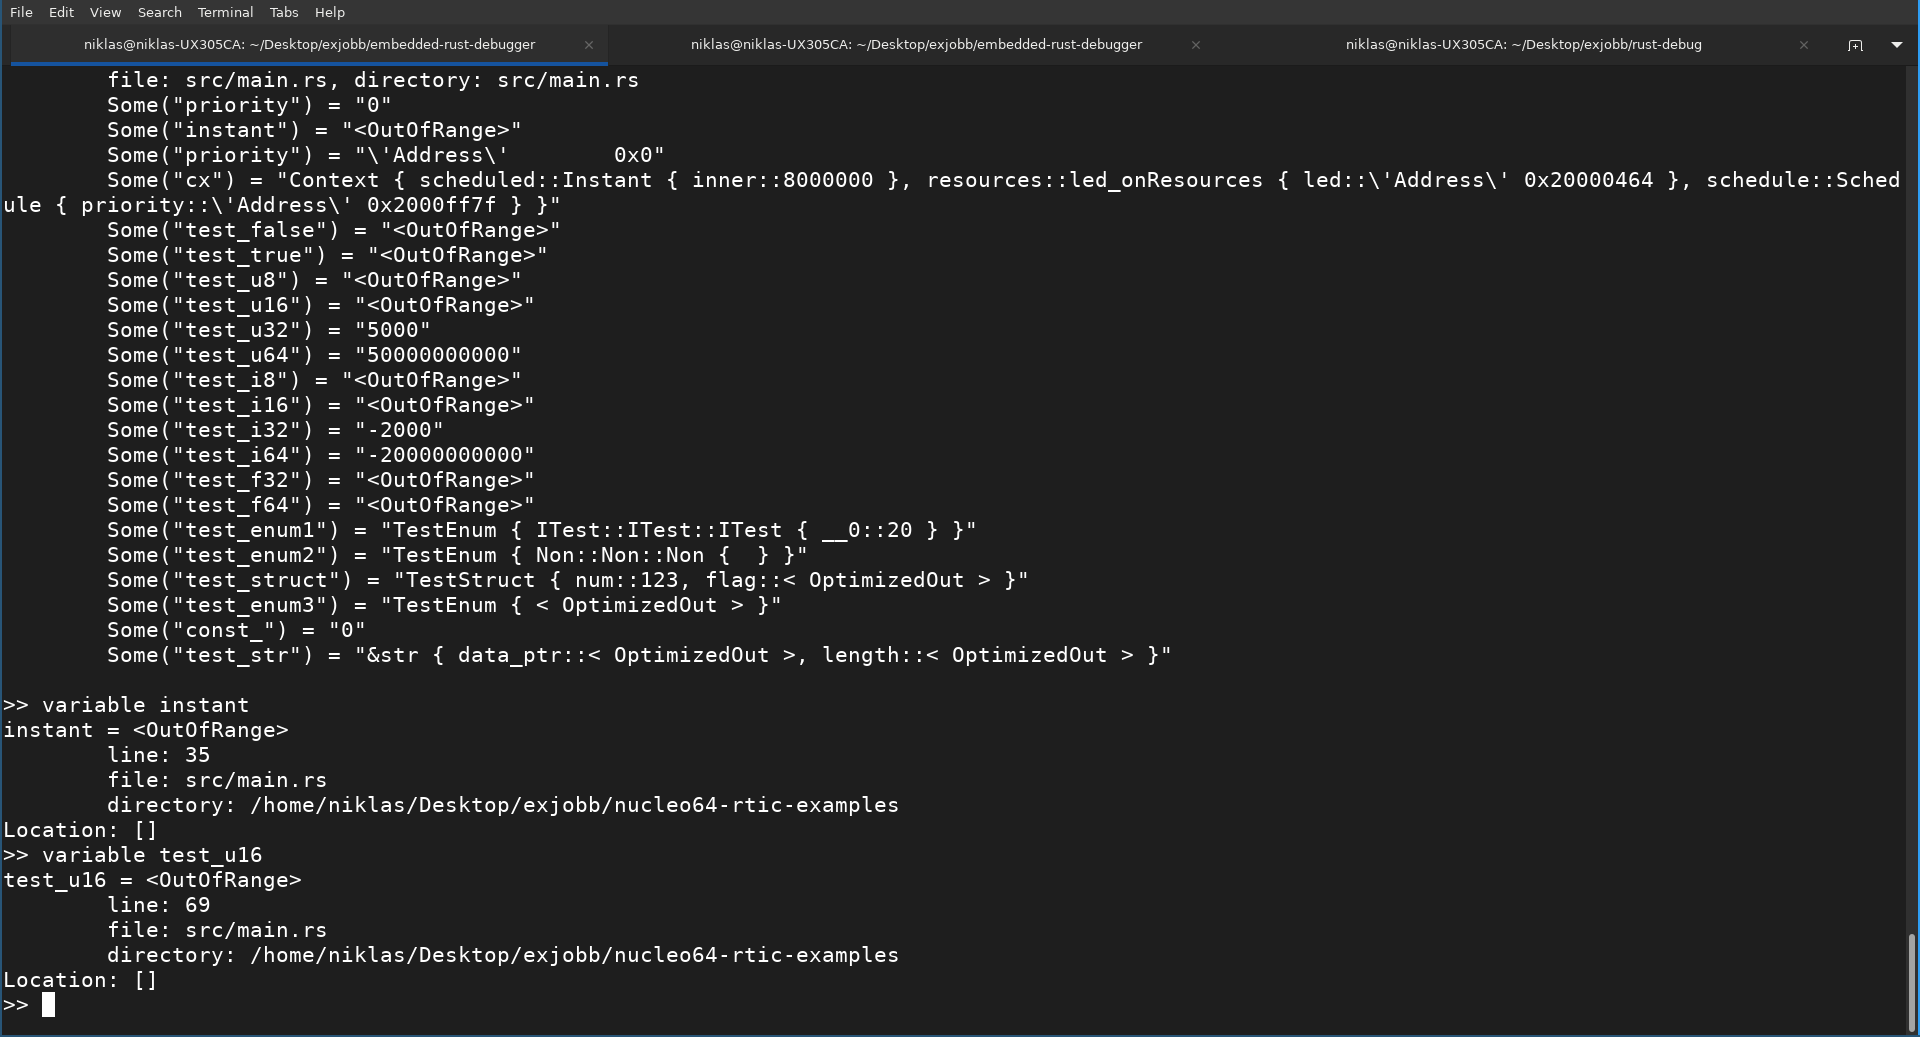 File Edit View Search Terminal Tabs Help
niklas@niklas-UX305CA: ~/Desktop/exjobb/embedded-rust-debugger × niklas@niklas-UX305CA: ~/Desktop/exjobb/embedded-rust-debugger × niklas@niklas-UX305CA: ~/Desktop/exjobb/rust-debug ×
        file: src/main.rs, directory: src/main.rs
        Some("priority") = "0"
        Some("instant") = "<OutOfRange>"
        Some("priority") = "\'Address\'        0x0"
        Some("cx") = "Context { scheduled::Instant { inner::8000000 }, resources::led_onResources { led::\'Address\' 0x20000464 }, schedule::Sched
ule { priority::\'Address\' 0x2000ff7f } }"
        Some("test_false") = "<OutOfRange>"
        Some("test_true") = "<OutOfRange>"
        Some("test_u8") = "<OutOfRange>"
        Some("test_u16") = "<OutOfRange>"
        Some("test_u32") = "5000"
        Some("test_u64") = "50000000000"
        Some("test_i8") = "<OutOfRange>"
        Some("test_i16") = "<OutOfRange>"
        Some("test_i32") = "-2000"
        Some("test_i64") = "-20000000000"
        Some("test_f32") = "<OutOfRange>"
        Some("test_f64") = "<OutOfRange>"
        Some("test_enum1") = "TestEnum { ITest::ITest::ITest { __0::20 } }"
        Some("test_enum2") = "TestEnum { Non::Non::Non {  } }"
        Some("test_struct") = "TestStruct { num::123, flag::< OptimizedOut > }"
        Some("test_enum3") = "TestEnum { < OptimizedOut > }"
        Some("const_") = "0"
        Some("test_str") = "&str { data_ptr::< OptimizedOut >, length::< OptimizedOut > }"
>> variable instant
instant = <OutOfRange>
        line: 35
        file: src/main.rs
        directory: /home/niklas/Desktop/exjobb/nucleo64-rtic-examples
Location: []
>> variable test_u16
test_u16 = <OutOfRange>
        line: 69
        file: src/main.rs
        directory: /home/niklas/Desktop/exjobb/nucleo64-rtic-examples
Location: []
>>